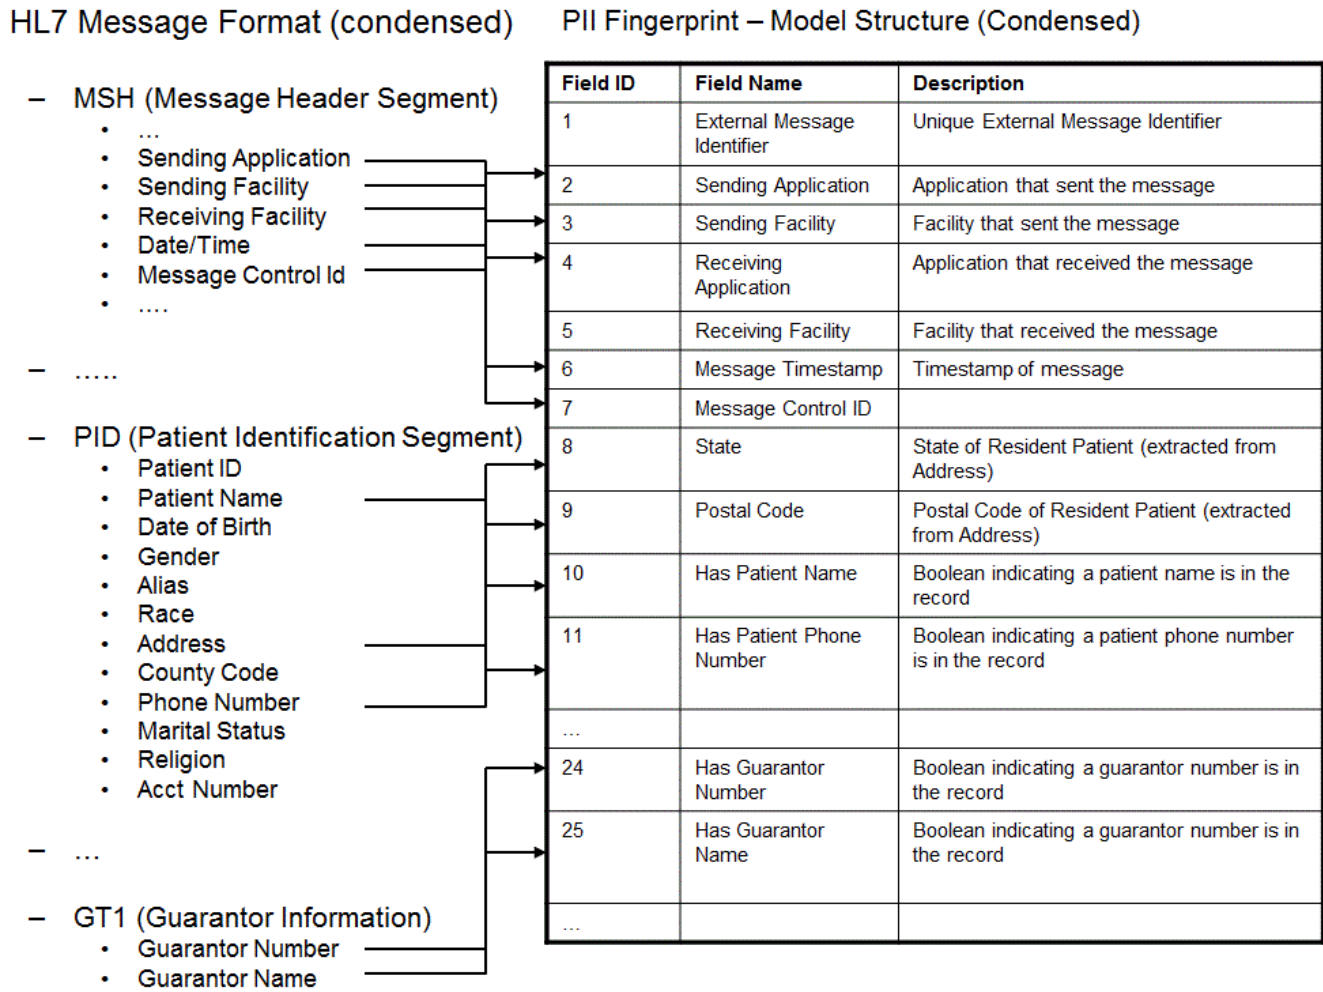 HL7 Message Format (condensed)
– MSH (Message Header Segment)
• …
• Sending Application
• Sending Facility
• Receiving Facility
• Date/Time
• Message Control Id
• ….
– …..
– PID (Patient Identification Segment)
• Patient ID
• Patient Name
• Date of Birth
• Gender
• Alias
• Race
• Address
• County Code
• Phone Number
• Marital Status
• Religion
• Acct Number
– …
– GT1 (Guarantor Information)
• Guarantor Number
• Guarantor Name
PII Fingerprint – Model Structure (Condensed)
Field ID Field Name Description
1 External Message Unique External Message Identifier
Identifier
2 Sending Application Application that sent the message
3 Sending Facility Facility that sent the message
4 Receiving Application that received the message
Application
5 Receiving Facility Facility that received the message
6 Message Timestamp Timestamp of message
7 Message Control ID
8 State State of Resident Patient (extracted from
Address)
9 Postal Code Postal Code of Resident Patient (extracted
from Address)
10 Has Patient Name Boolean indicating a patient name is in the
record
11 Has Patient Phone Boolean indicating a patient phone number
Number is in the record
…
24 Has Guarantor Boolean indicating a guarantor number is in
Number the record
25 Has Guarantor Boolean indicating a guarantor number is in
Name the record
…